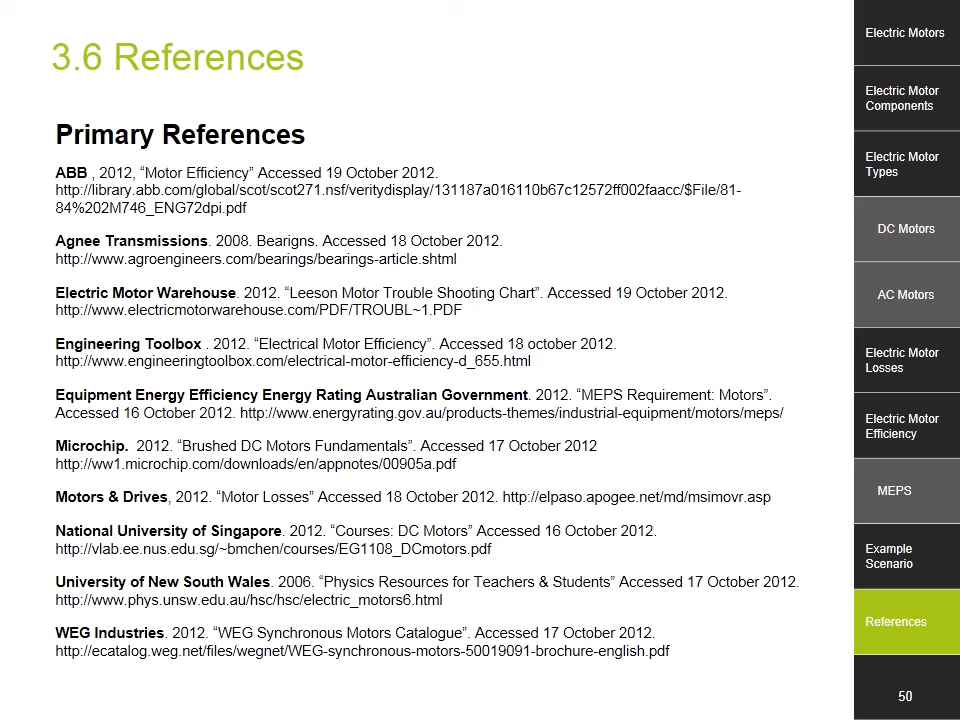 3.6 References
Primary References
ABB , 2012, “Motor Efficiency” Accessed 19 October 2012.
http://library.abb.com/global/scot/scot271.nsf/veritydisplay/131187a016110b67c12572ff002faacc/$File/81-
84%202M746_ENG72dpi.pdf
Agnee Transmissions. 2008. Bearigns. Accessed 18 October 2012.
http://www.agroengineers.com/bearings/bearings-article.shtml
Electric Motor Warehouse. 2012. “Leeson Motor Trouble Shooting Chart”. Accessed 19 October 2012.
http://www.electricmotorwarehouse.com/PDF/TROUBL~1.PDF
Engineering Toolbox . 2012. “Electrical Motor Efficiency”. Accessed 18 october 2012.
http://www.engineeringtoolbox.com/electrical-motor-efficiency-d_655.html
Equipment Energy Efficiency Energy Rating Australian Government. 2012. “MEPS Requirement: Motors”.
Accessed 16 October 2012. http://www.energyrating.gov.au/products-themes/industrial-equipment/motors/meps/
Microchip. 2012. “Brushed DC Motors Fundamentals”. Accessed 17 October 2012
http://ww1.microchip.com/downloads/en/appnotes/00905a.pdf
Motors & Drives, 2012. “Motor Losses” Accessed 18 October 2012. http://elpaso.apogee.net/md/msimovr.asp
National University of Singapore. 2012. “Courses: DC Motors” Accessed 16 October 2012.
http://vlab.ee.nus.edu.sg/~bmchen/courses/EG1108_DCmotors.pdf
University of New South Wales. 2006. “Physics Resources for Teachers & Students” Accessed 17 October 2012.
http://www.phys.unsw.edu.au/hsc/hsc/electric_motors6.html
WEG Industries. 2012. “WEG Synchronous Motors Catalogue”. Accessed 17 October 2012.
http://ecatalog.weg.net/files/wegnet/WEG-synchronous-motors-50019091-brochure-english.pdf
Electric Motors
Electric Motor
Components
Electric Motor
Types
DC Motors
AC Motors
Electric Motor
Losses
Electric Motor
Efficiency
MEPS
Example
Scenario
References
50